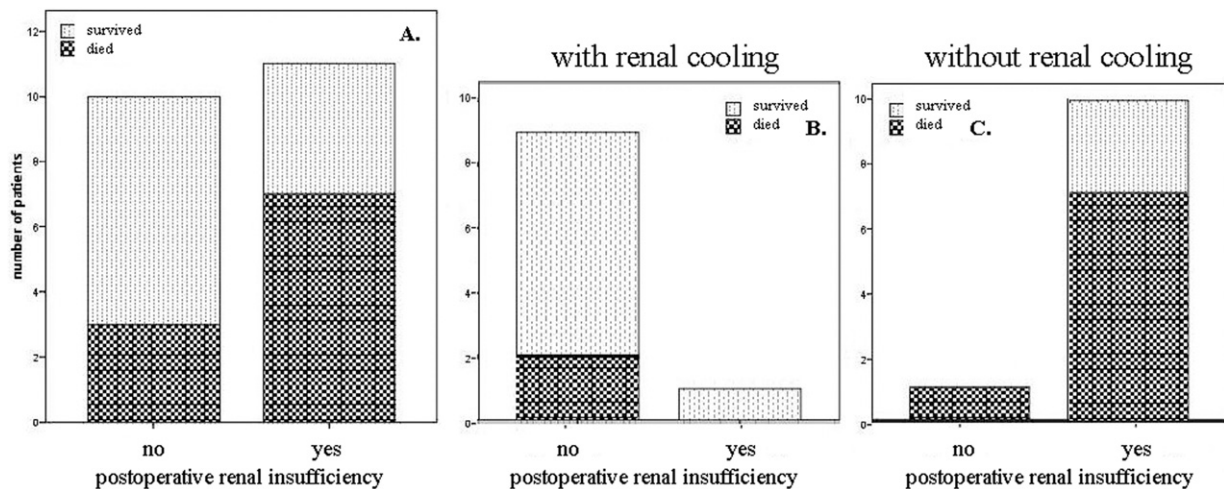 survived
died
A.
12
10
8
6
4
2
0
number of patients
no yes
postoperative renal insufficiency
with renal cooling
survived
died
B.
10
8
6
4
2
0
no yes
postoperative renal insufficiency
without renal cooling
survived
died
C.
10
8
6
4
2
0
no yes
postoperative renal insufficiency